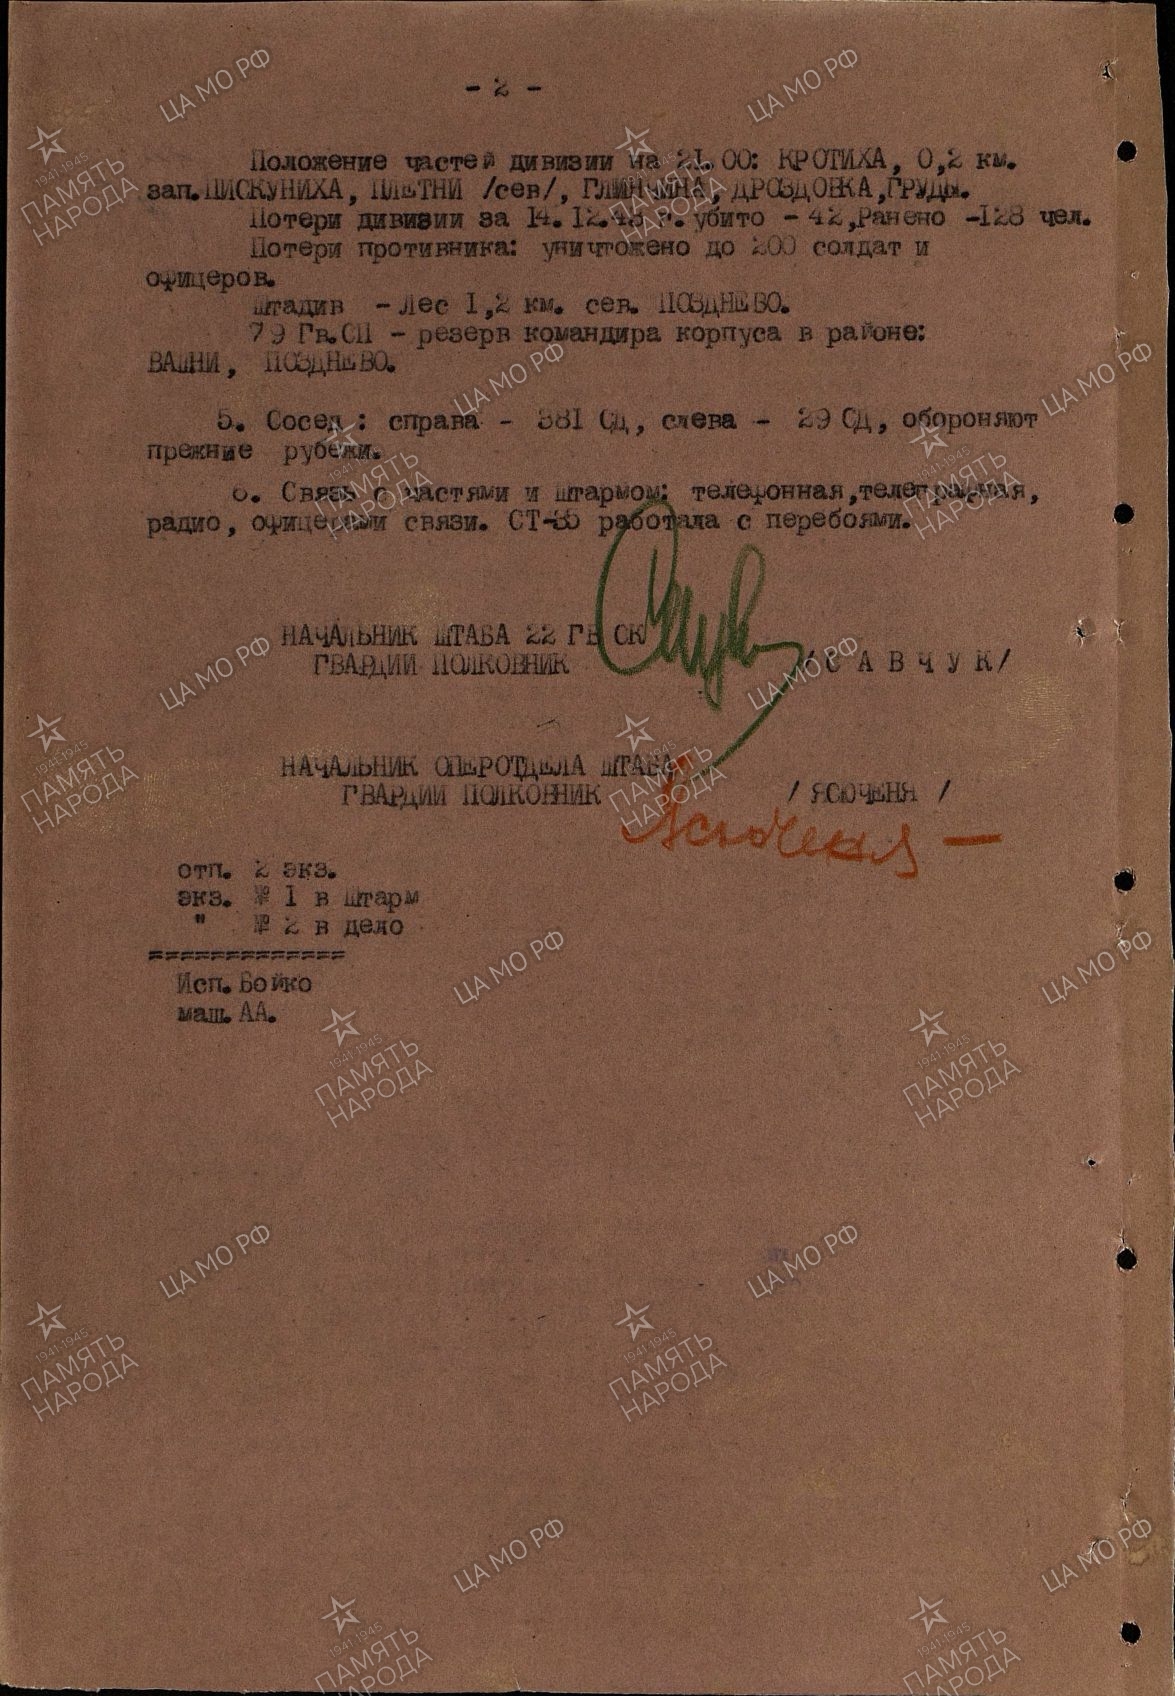 - 2 -
Положение частей дивизии на 21.00: КРОТИХА, 0,2 км.
зап.ПИСКУНИХА, ПЛЕТНИ /сев/, ГЛИНЧИНА, ДРОЗДОВКА,ГРУДЫ.
Потери дивизии за 14.12.43 г. убито - 42,Ранено -128 чел.
Потери противника: уничтожено до 200 солдат и
офицеров.
Штадив - Лес 1,2 км. сев. ПОЗДНЕВО.
79 Гв.СП - резерв командира корпуса в районе:
ВАШНИ, ПОЗДНЕВО.
5. Сосед: справа - 381 СД, слева - 29 СД, обороняют
прежние рубежи.
6. Связь с частями и штармом: телефонная,телеграфная,
радио, офицерами связи. СТ-35 работала с перебоями.
НАЧАЛЬНИК ШТАБА 22 ГВ СК
ГВАРДИИ ПОЛКОВНИК /С А В Ч У К/
НАЧАЛЬНИК ОПЕРОТДЕЛА ШТАБА
ГВАРДИИ ПОЛКОВНИК / ЯСЮЧЕНЯ /
Ясюченя
отп. 2 экз.
экз. № 1 в Штарм
" № 2 в дело
=============
Исп.Бойко
маш.АА.
ЦА МО РФ
1941 1945
ПАМЯТЬ
НАРОДА